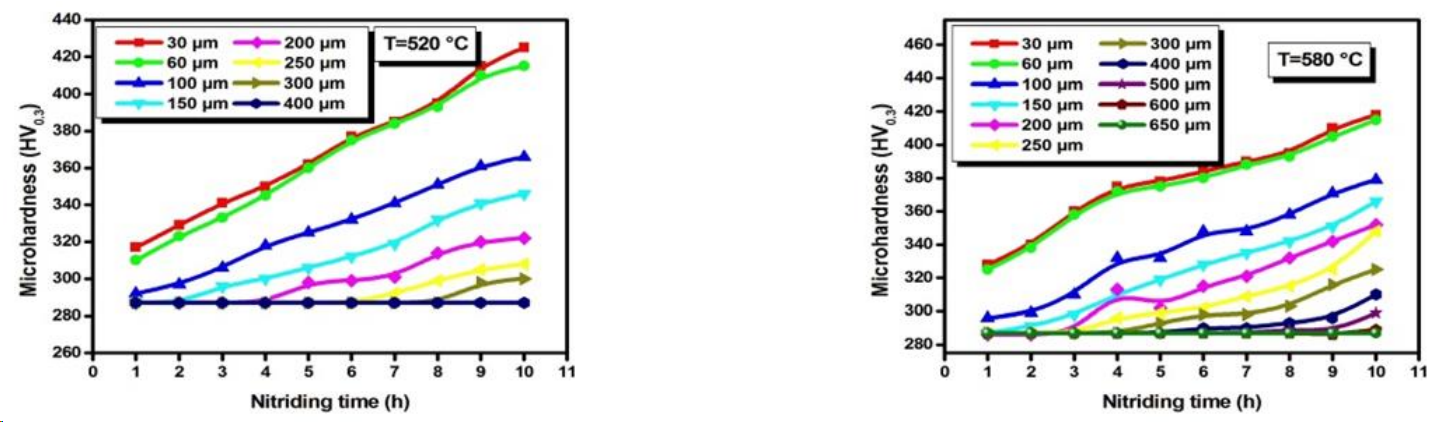 440
420
400
380
360
340
320
300
280
260
Microhardness (HV0.3)
30 µm 200 µm
60 µm 250 µm
100 µm 300 µm
150 µm 400 µm
T=520 °C
0 1 2 3 4 5 6 7 8 9 10 11
Nitriding time (h)
460
440
420
400
380
360
340
320
300
280
Microhardness (HV0.3)
30 µm 300 µm
60 µm 400 µm
100 µm 500 µm
150 µm 600 µm
200 µm 650 µm
250 µm
T=580 °C
0 1 2 3 4 5 6 7 8 9 10 11
Nitriding time (h)